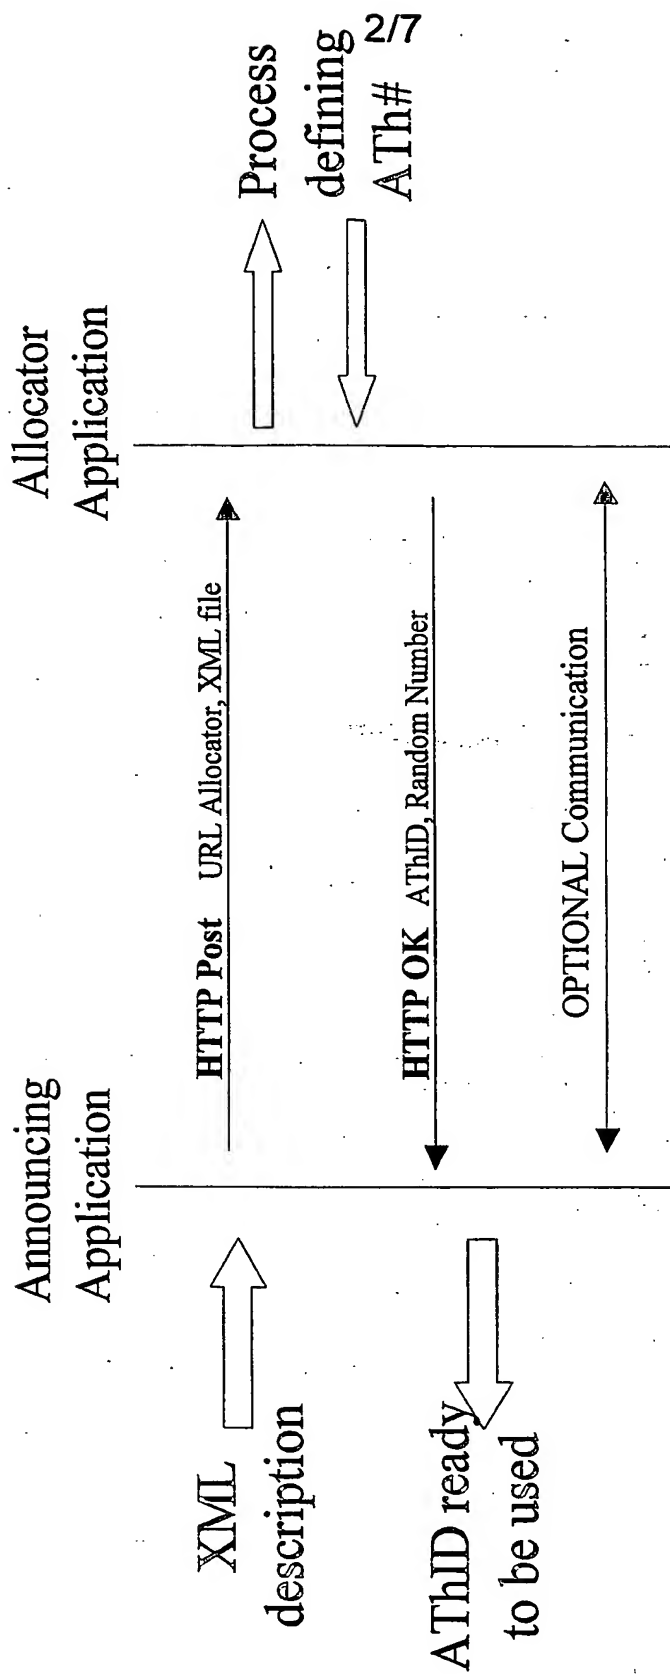 2/7
Announcing
Application
Allocator
Application
XML
description
HTTP Post URL Allocator, XML file
Process
defining
ATh#
HTTP OK AThID, Random Number
AThID ready
to be used
OPTIONAL Communication